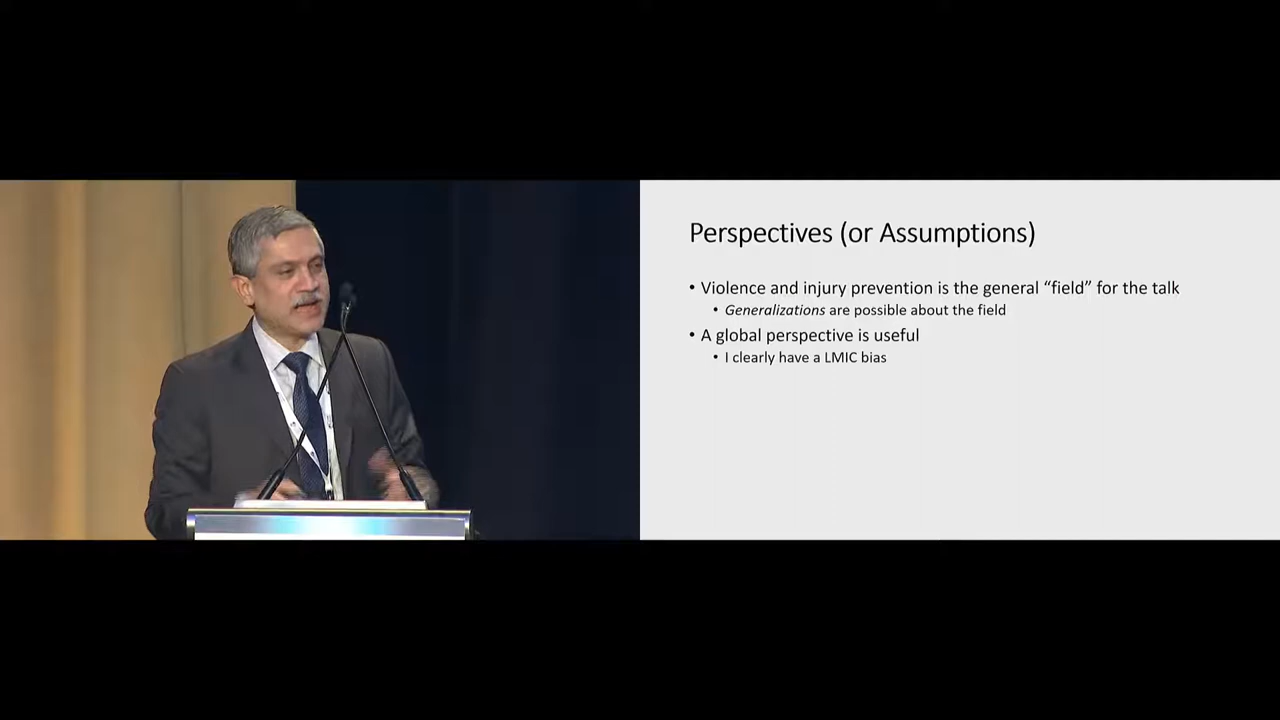 Perspectives (or Assumptions)
• Violence and injury prevention is the general “field” for the talk
• Generalizations are possible about the field
• A global perspective is useful
• I clearly have a LMIC bias